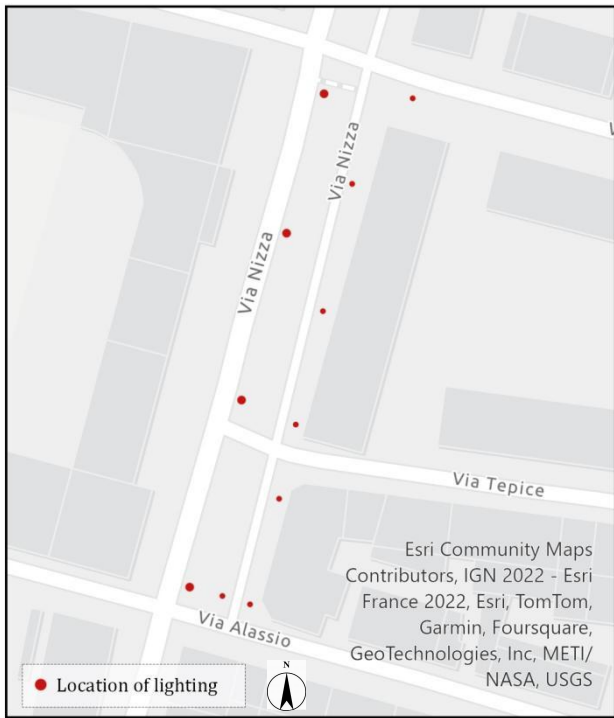 V
Via Nizza
Via Nizza
Via Tepice
Via Alassio
Esri Community Maps
Contributors, IGN 2022 - Esri
France 2022, Esri, TomTom,
Garmin, Foursquare,
GeoTechnologies, Inc, METI/
NASA, USGS
Location of lighting
N